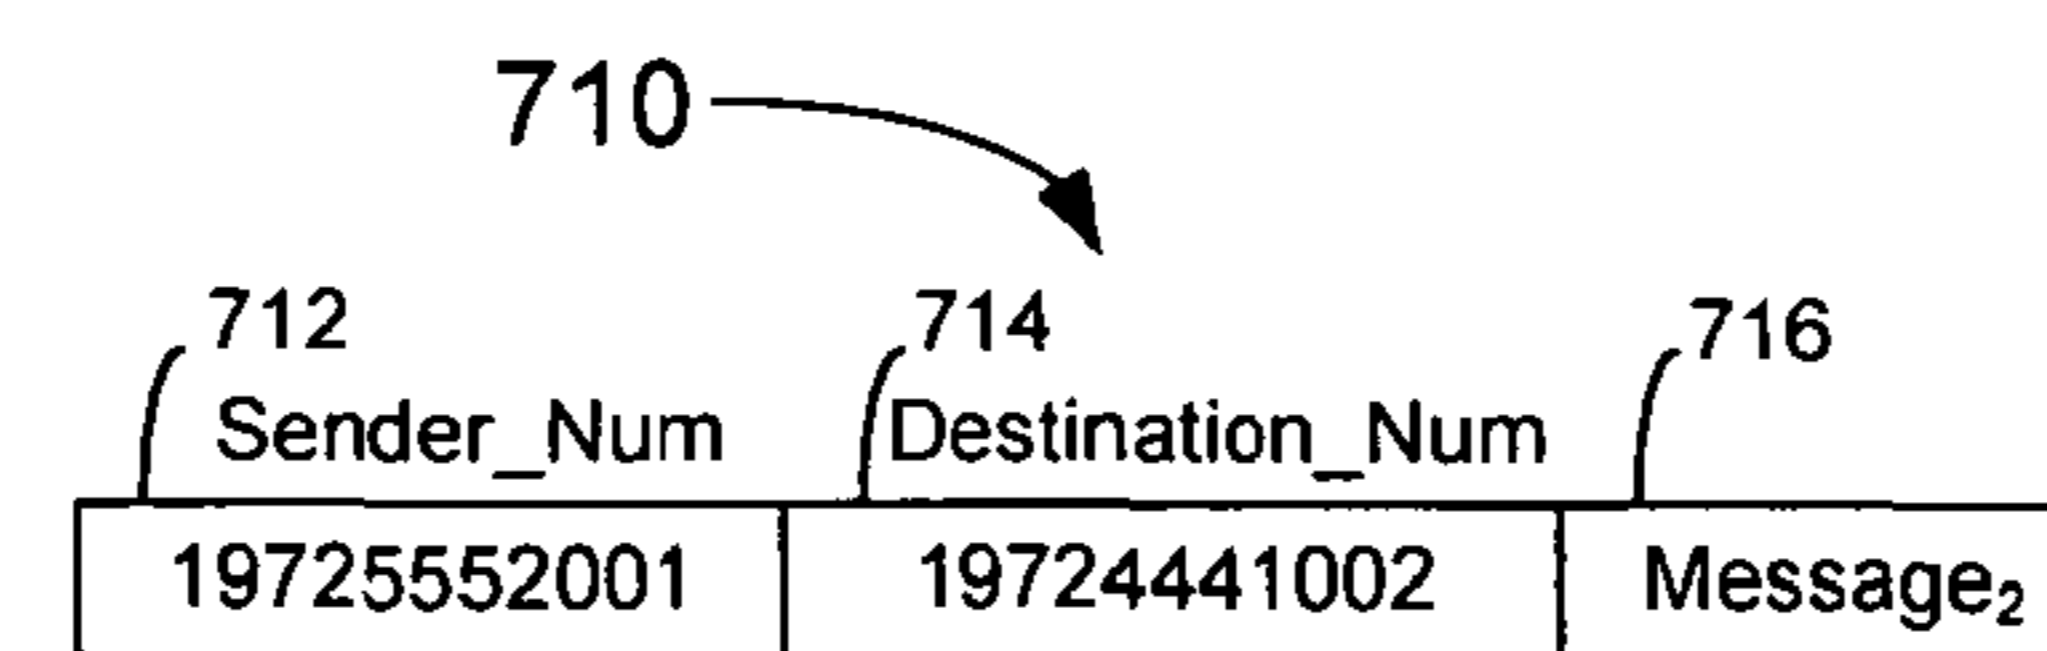 710
712 714 716
Sender_Num Destination_Num
19725552001 19724441002 Message₂